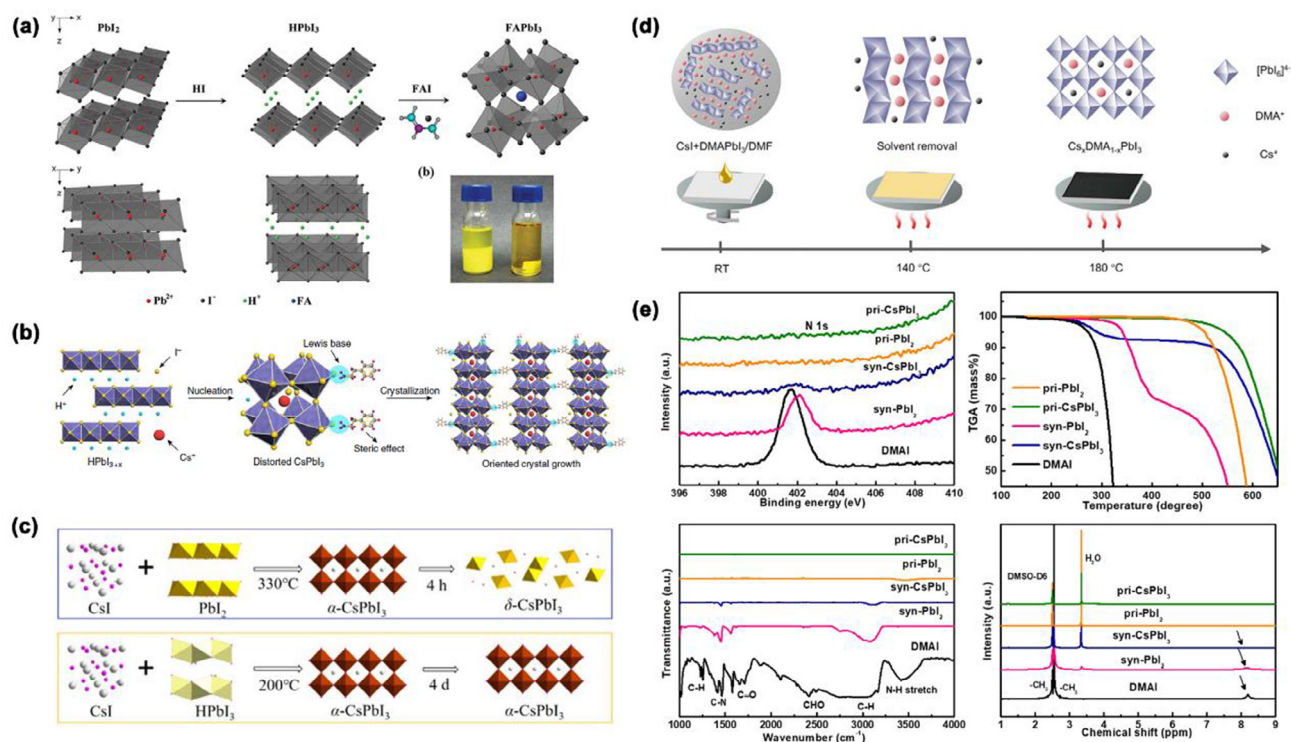 (a)
y x
z
PbI₂
HPbI₃
FAPbI₃
HI
FAI
x y
z
(b)
Pb²⁺ I⁻ H⁺ FA
(b)
I⁻
H⁺
HPbI₃₊ₓ
Cs⁺
Nucleation
Lewis base
Steric effect
Distorted CsPbI₃
Crystallization
Oriented crystal growth
(c)
CsI + PbI₂ 330℃ α-CsPbI₃ 4 h δ-CsPbI₃
CsI + HPbI₃ 200℃ α-CsPbI₃ 4 d α-CsPbI₃
(d)
[PbI₆]⁴⁻
DMA⁺
Cs⁺
CsI+DMAPbI₃/DMF
Solvent removal
CsₓDMA₁₋ₓPbI₃
RT
140 °C
180 °C
(e)
Intensity (a.u.)
N 1s
pri-CsPbI₃
pri-PbI₂
syn-CsPbI₃
syn-PbI₂
DMAI
396 398 400 402 404 406 408 410
Binding energy (eV)
TGA (mass%)
100
90
80
70
60
50
pri-PbI₂
pri-CsPbI₃
syn-PbI₂
syn-CsPbI₃
DMAI
100 200 300 400 500 600
Temperature (degree)
Transmittance (a.u.)
pri-CsPbI₃
pri-PbI₂
syn-CsPbI₃
syn-PbI₂
DMAI
C-H
C-N
C-O
CHO
C-H
N-H stretch
1000 1500 2000 2500 3000 3500 4000
Wavenumber (cm⁻¹)
Intensity (a.u.)
DMSO-D6
H₂O
pri-CsPbI₃
pri-PbI₂
syn-CsPbI₃
syn-PbI₂
DMAI
-CH₃
-CH₃
1 2 3 4 5 6 7 8 9
Chemical shift (ppm)